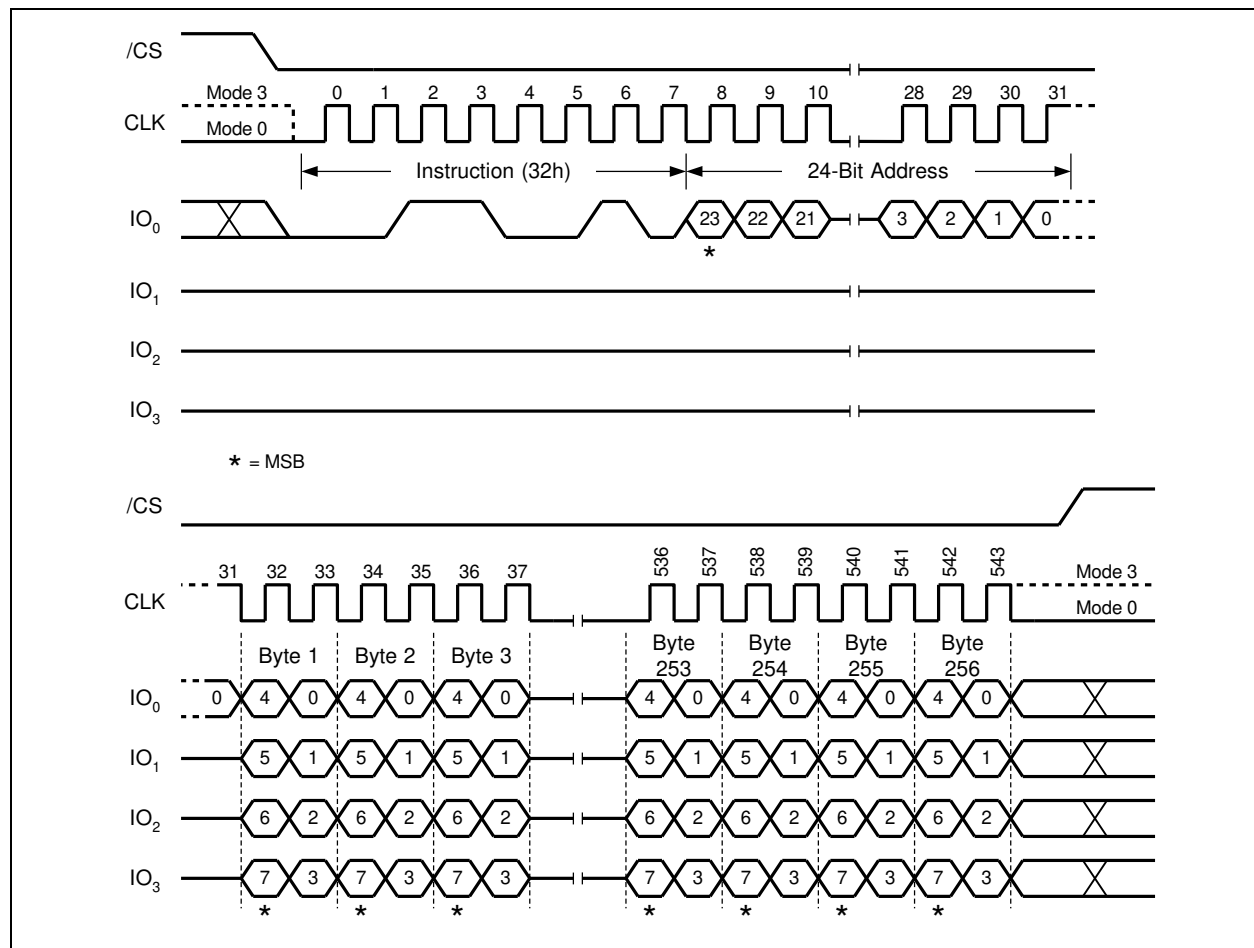 /CS
Mode 3 0 1 2 3 4 5 6 7 8 9 10 28 29 30 31
CLK Mode 0
Instruction (32h) 24-Bit Address
IO0 23 22 21 3 2 1 0
*
IO1
IO2
IO3
* = MSB
/CS
31 32 33 34 35 36 37 536 537 538 539 540 541 542 543 Mode 3
CLK Mode 0
Byte 1 Byte 2 Byte 3 Byte 253 Byte 254 Byte 255 Byte 256
IO0 0 4 0 4 0 4 0 4 0 4 0 4 0 4 0
IO1 5 1 5 1 5 1 5 1 5 1 5 1 5 1
IO2 6 2 6 2 6 2 6 2 6 2 6 2 6 2
IO3 7 3 7 3 7 3 7 3 7 3 7 3 7 3
* * * * * * *